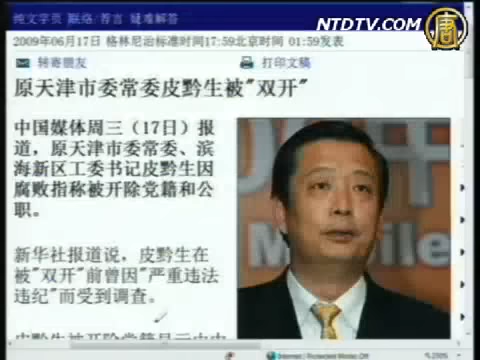 NTDTV.COM
纯文字页 联络/荐言 疑难解答
2009年06月17日 格林尼治标准时间17:59北京时间 01:59发表
转寄朋友 打印文稿
原天津市委常委皮黔生被"双开"
中国媒体周三（17日）报
道，原天津市委常委、滨
海新区工委书记皮黔生因
腐败指称被开除党籍和公
职。
新华社报道说，皮黔生在
被"双开"前曾因"严重违法
违纪"而受到调查。
Internet | Protected Mode: Off